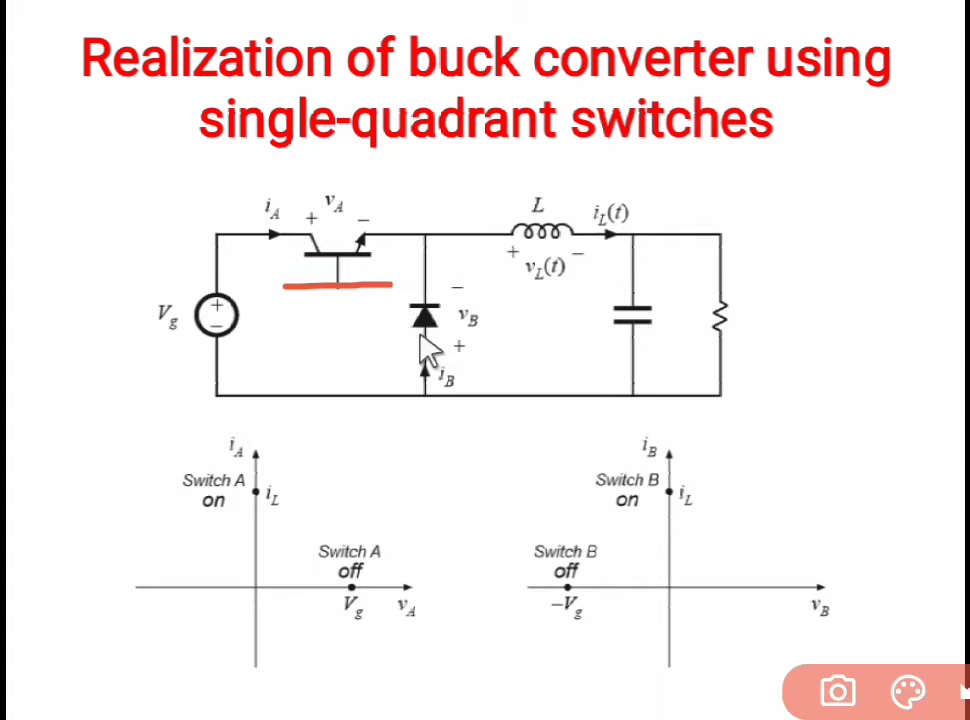 Realization of buck converter using
single-quadrant switches
i_A
+ v_A −
L
i_L(t)
+ v_L(t) −
V_g
+
−
−
v_B
+
i_B
i_A
Switch A
on
i_L
Switch A
off
V_g
v_A
i_B
Switch B
on
i_L
Switch B
off
−V_g
v_B